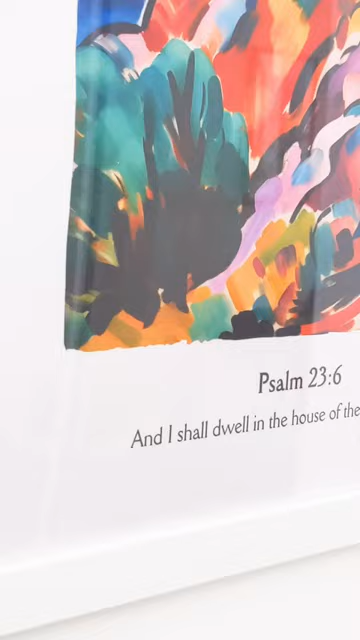 Psalm 23:6
And I shall dwell in the house of the